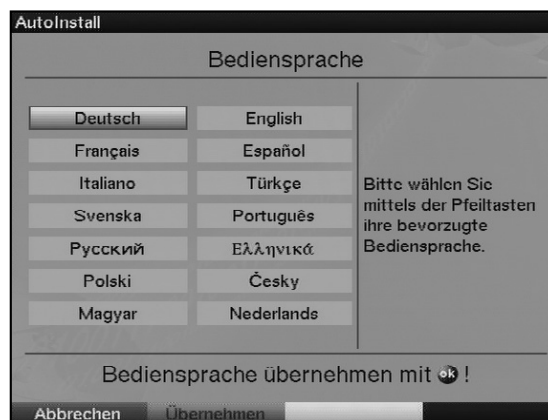 AutoInstall
Bediensprache
Deutsch English
Français Español
Italiano Türkçe
Svenska Português
Русский Ελληνικά
Polski Česky
Magyar Nederlands
Bitte wählen Sie
mittels der Pfeiltasten
ihre bevorzugte
Bediensprache.
Bediensprache übernehmen mit ok !
Abbrechen Übernehmen